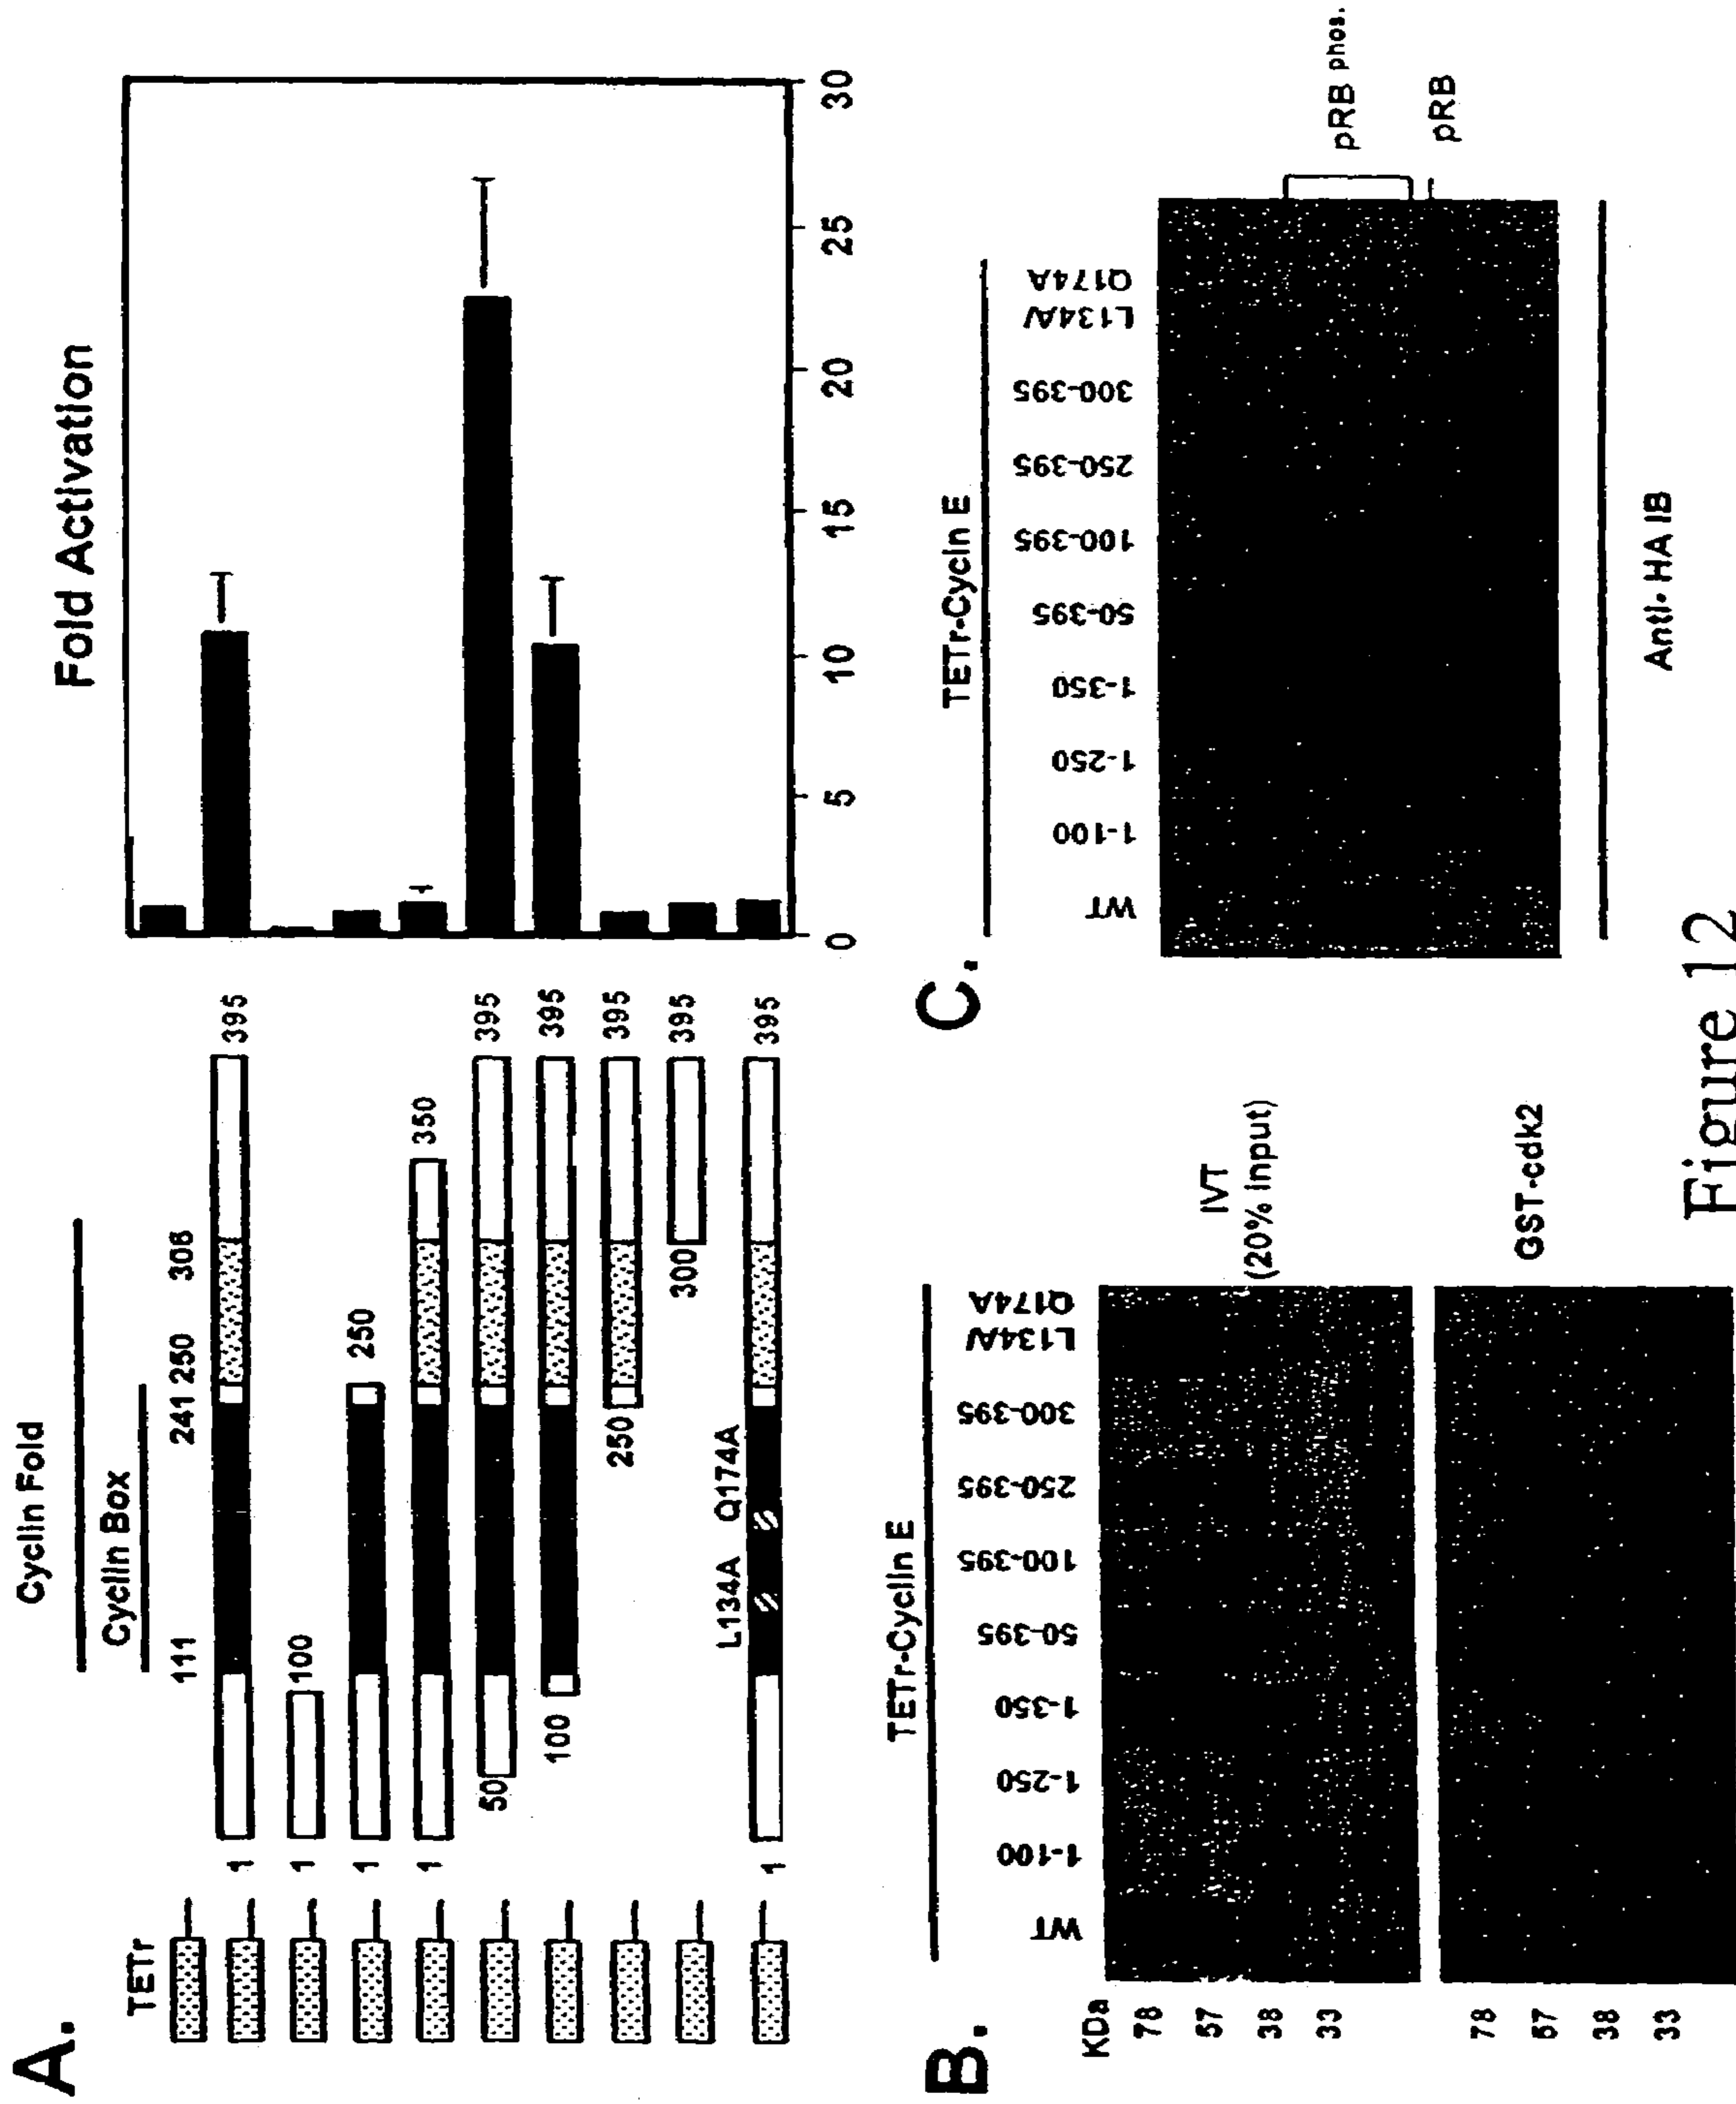 A.
Cyclin Fold
Cyclin Box
Fold Activation
TETr
111 241 250 306
1 395
1 100
1 250
1 350
50 395
100 395
250 395
300 395
L134A Q174A
1 395
0 5 10 15 20 25 30
B.
TETr-Cyclin E
KDa
WT
1-100
1-250
1-350
50-395
100-395
250-395
300-395
L134A/
Q174A
78
57
38
33
IVT
(20% input)
78
57
38
33
GST-cdk2
C.
TETr-Cycln E
WT
1-100
1-250
1-350
50-395
100-395
250-395
300-395
L134A/
Q174A
pRB phos.
pRB
Anti- HA IB
Figure 12